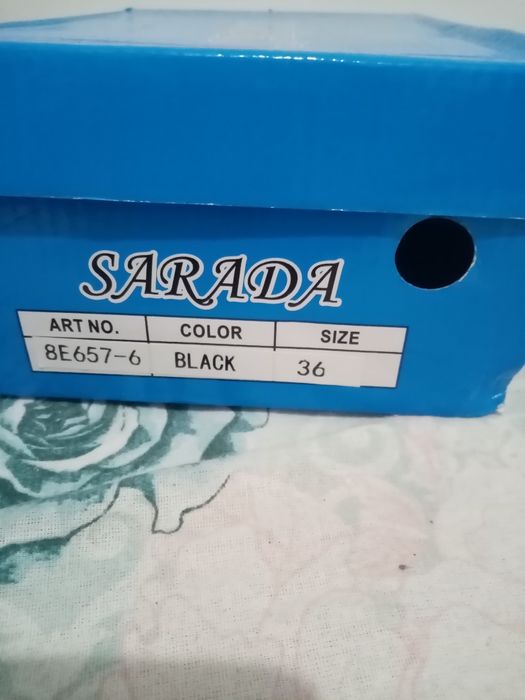 SARADA
ART NO. COLOR SIZE
8E657-6 BLACK 36